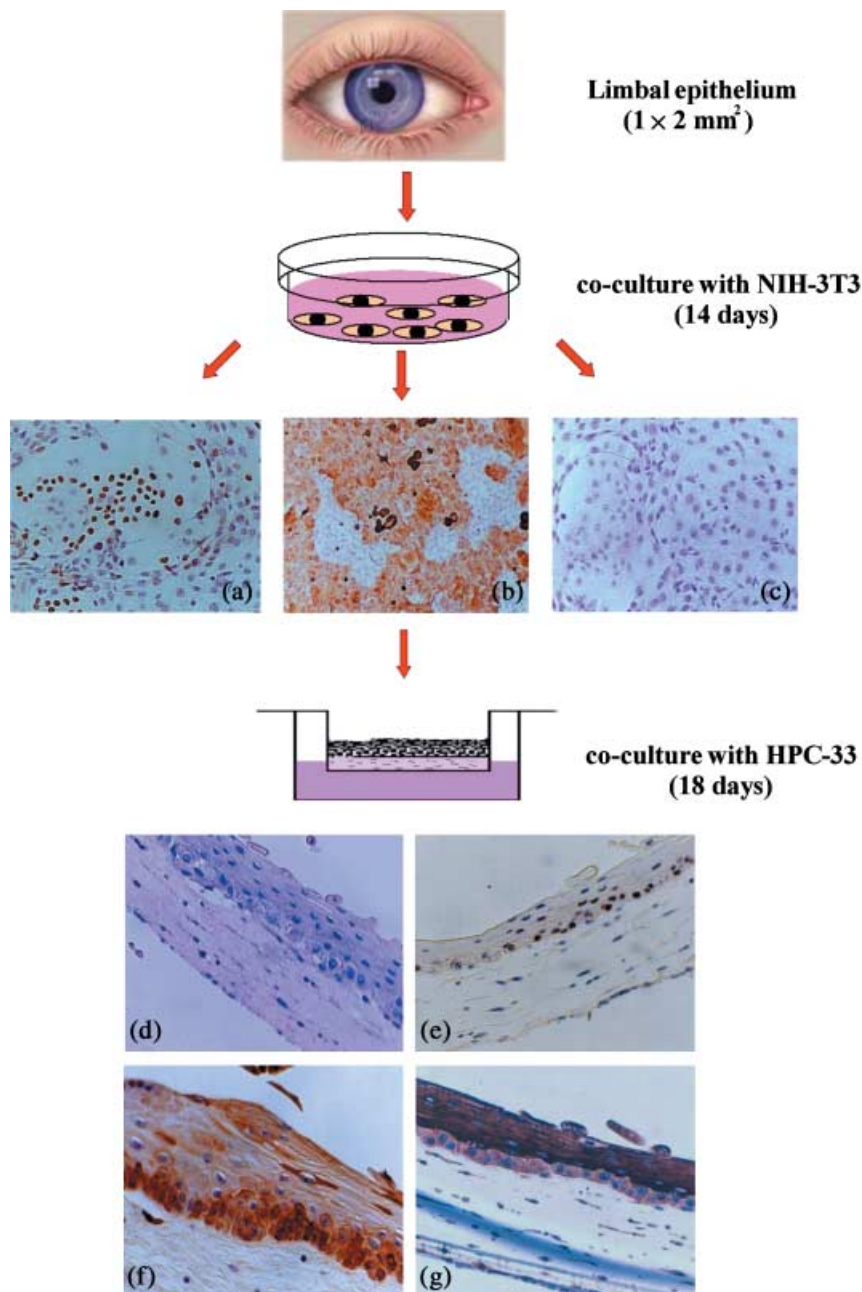 Limbal epithelium
(1 × 2 mm²)
co-culture with NIH-3T3
(14 days)
(a)
(b)
(c)
co-culture with HPC-33
(18 days)
(d)
(e)
(f)
(g)